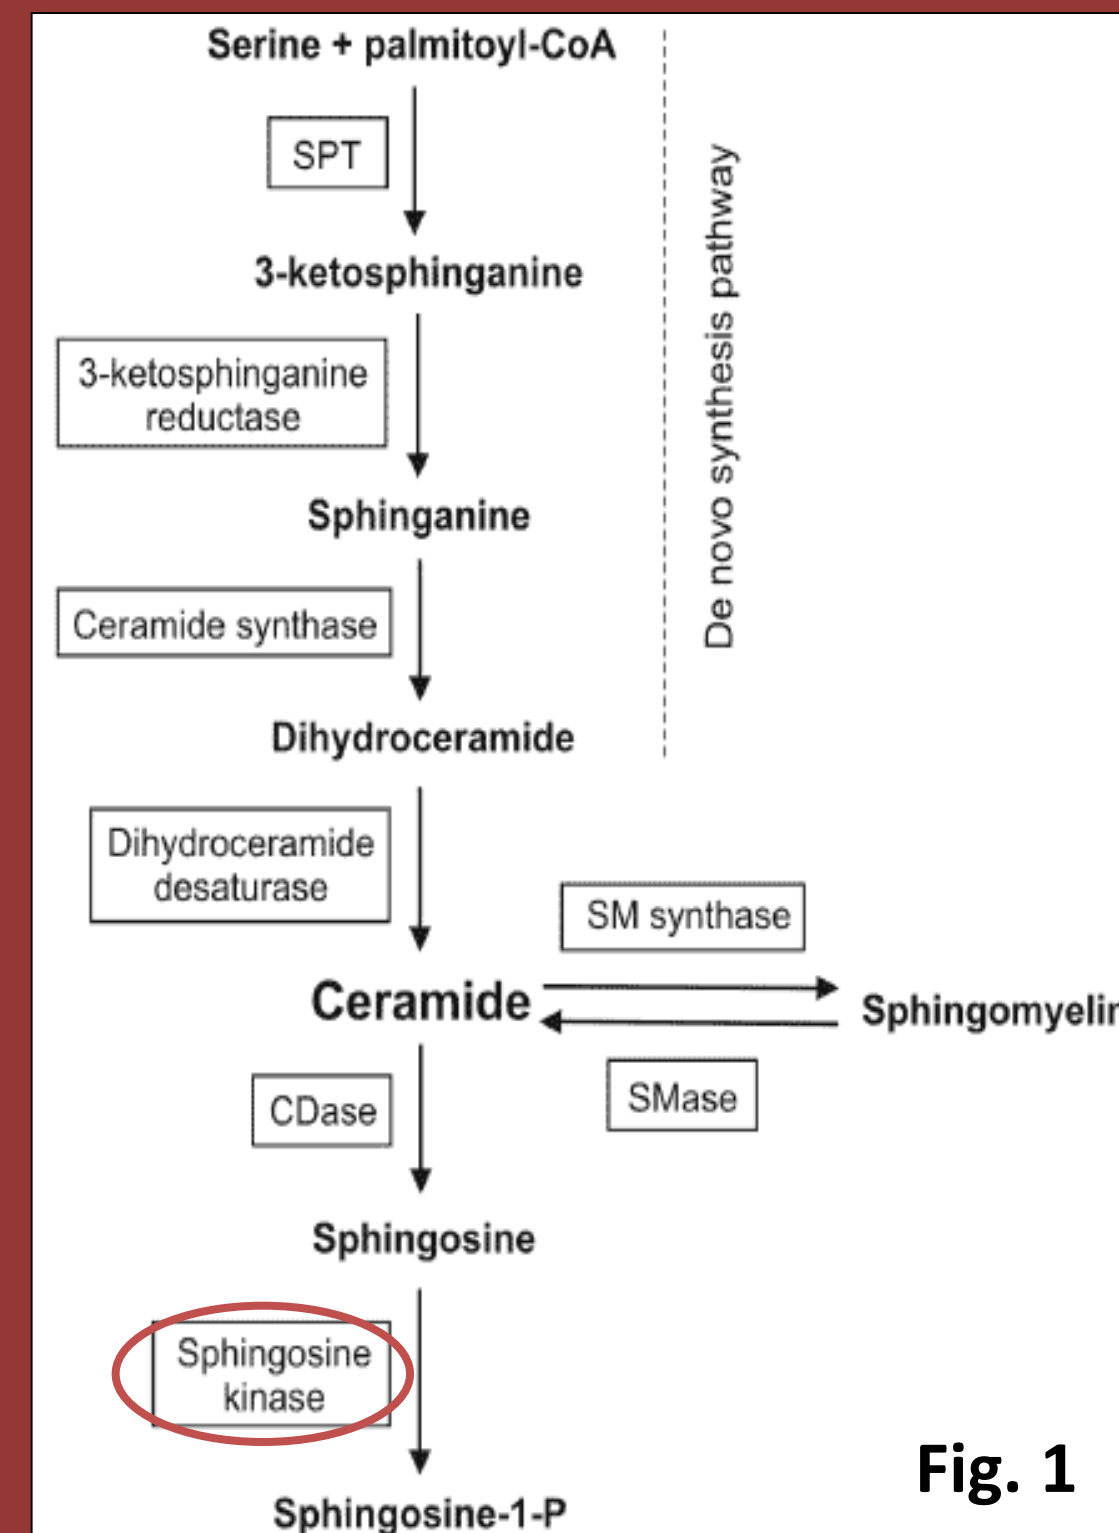 Serine + palmitoyl-CoA
SPT
3-ketosphinganine
3-ketosphinganine
reductase
Sphinganine
Ceramide synthase
Dihydroceramide
De novo synthesis pathway
Dihydroceramide
desaturase
SM synthase
Ceramide
Sphingomyelin
CDase
SMase
Sphingosine
Sphingosine
kinase
Sphingosine-1-P
Fig. 1